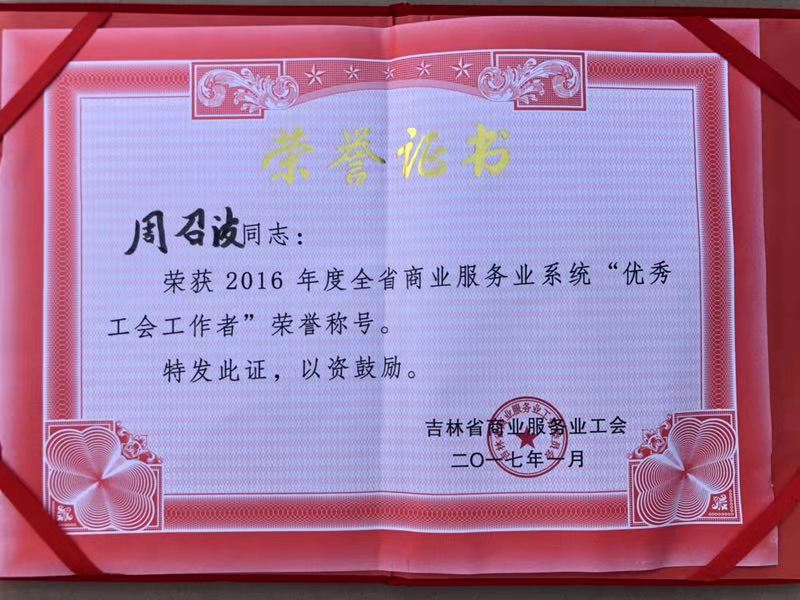 荣誉证书
周召波同志：
荣获 2016 年度全省商业服务业系统“优秀
工会工作者”荣誉称号。
特发此证，以资鼓励。
吉林省商业服务业工会
二〇一七年一月